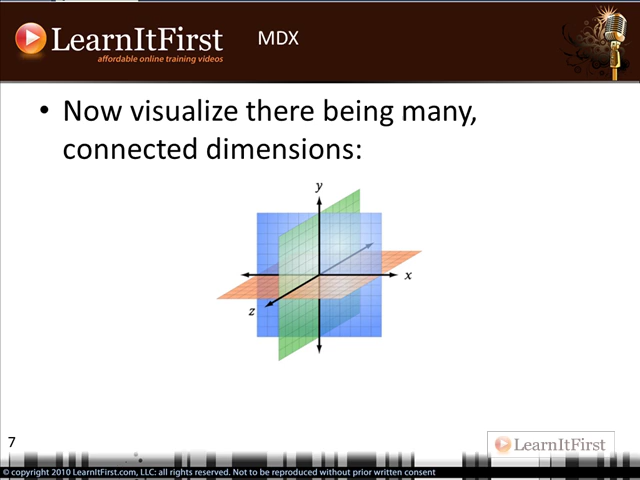 LearnItFirst
affordable online training videos
MDX
• Now visualize there being many,
connected dimensions:
y
x
z
7
LearnItFirst
© copyright 2010 LearnItFirst.com, LLC: all rights reserved. Not to be reproduced without prior written consent